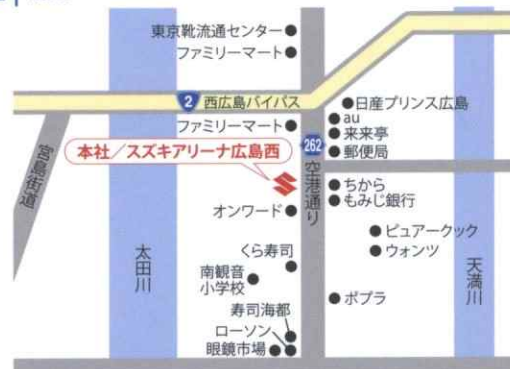 東京靴流通センター
ファミリーマート
2
西広島バイパス
日産プリンス広島
au
来来亭
郵便局
ファミリーマート
262
本社／スズキアリーナ広島西
宮島街道
空港通り
ちから
もみじ銀行
オンワード
ピュアークック
ウォンツ
くら寿司
南観音
小学校
太田川
天満川
ポプラ
寿司海都
ローソン
眼鏡市場